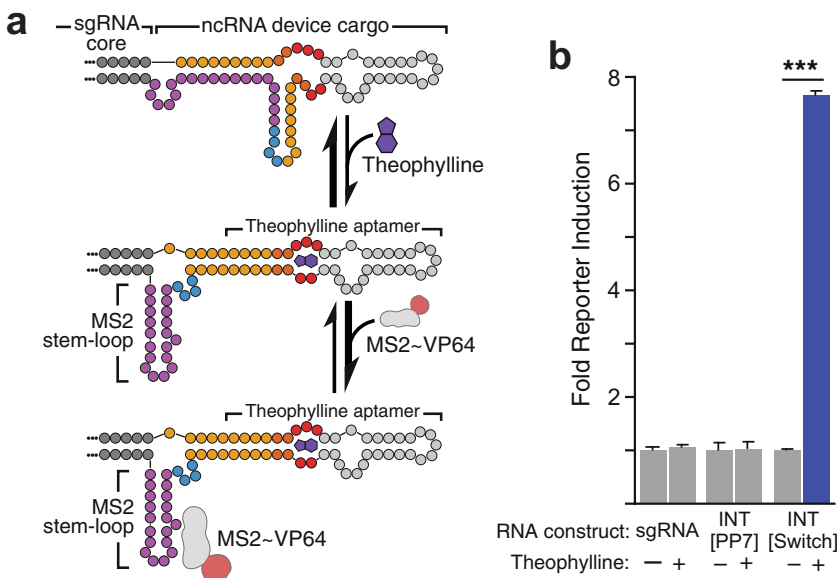 a
sgRNA core
ncRNA device cargo
Theophylline
Theophylline aptamer
MS2 stem-loop
MS2~VP64
Theophylline aptamer
MS2 stem-loop
MS2~VP64
b
***
8
6
4
2
Fold Reporter Induction
RNA construct: sgRNA INT [PP7] INT [Switch]
Theophylline: − + − + − +